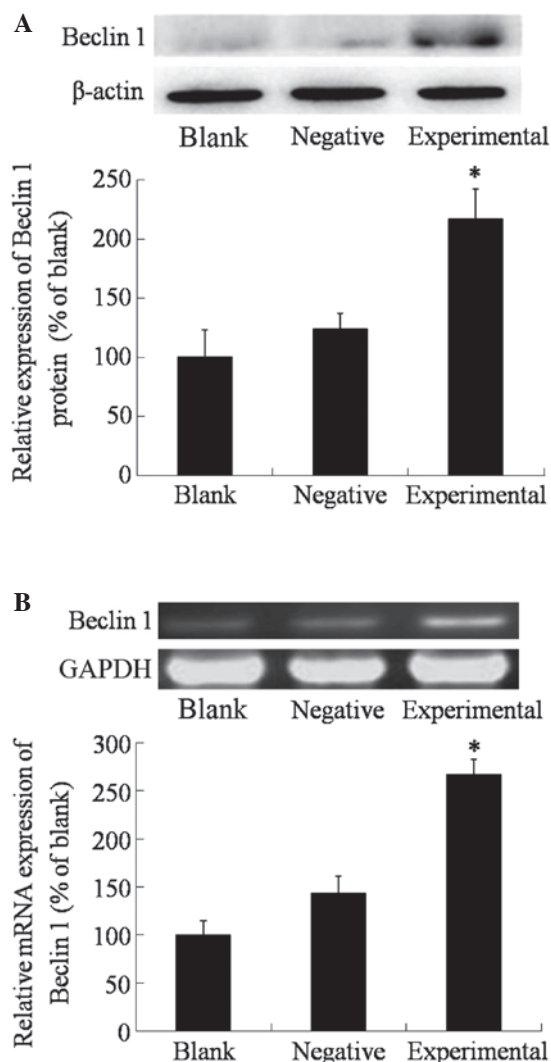 A
Beclin 1
β-actin
Blank Negative Experimental
Relative expression of Beclin 1
protein (% of blank)
250
200
150
100
50
0
*
Blank Negative Experimental
B
Beclin 1
GAPDH
Blank Negative Experimental
Relative mRNA expression of
Beclin 1 (% of blank)
300
250
200
150
100
50
0
*
Blank Negative Experimental